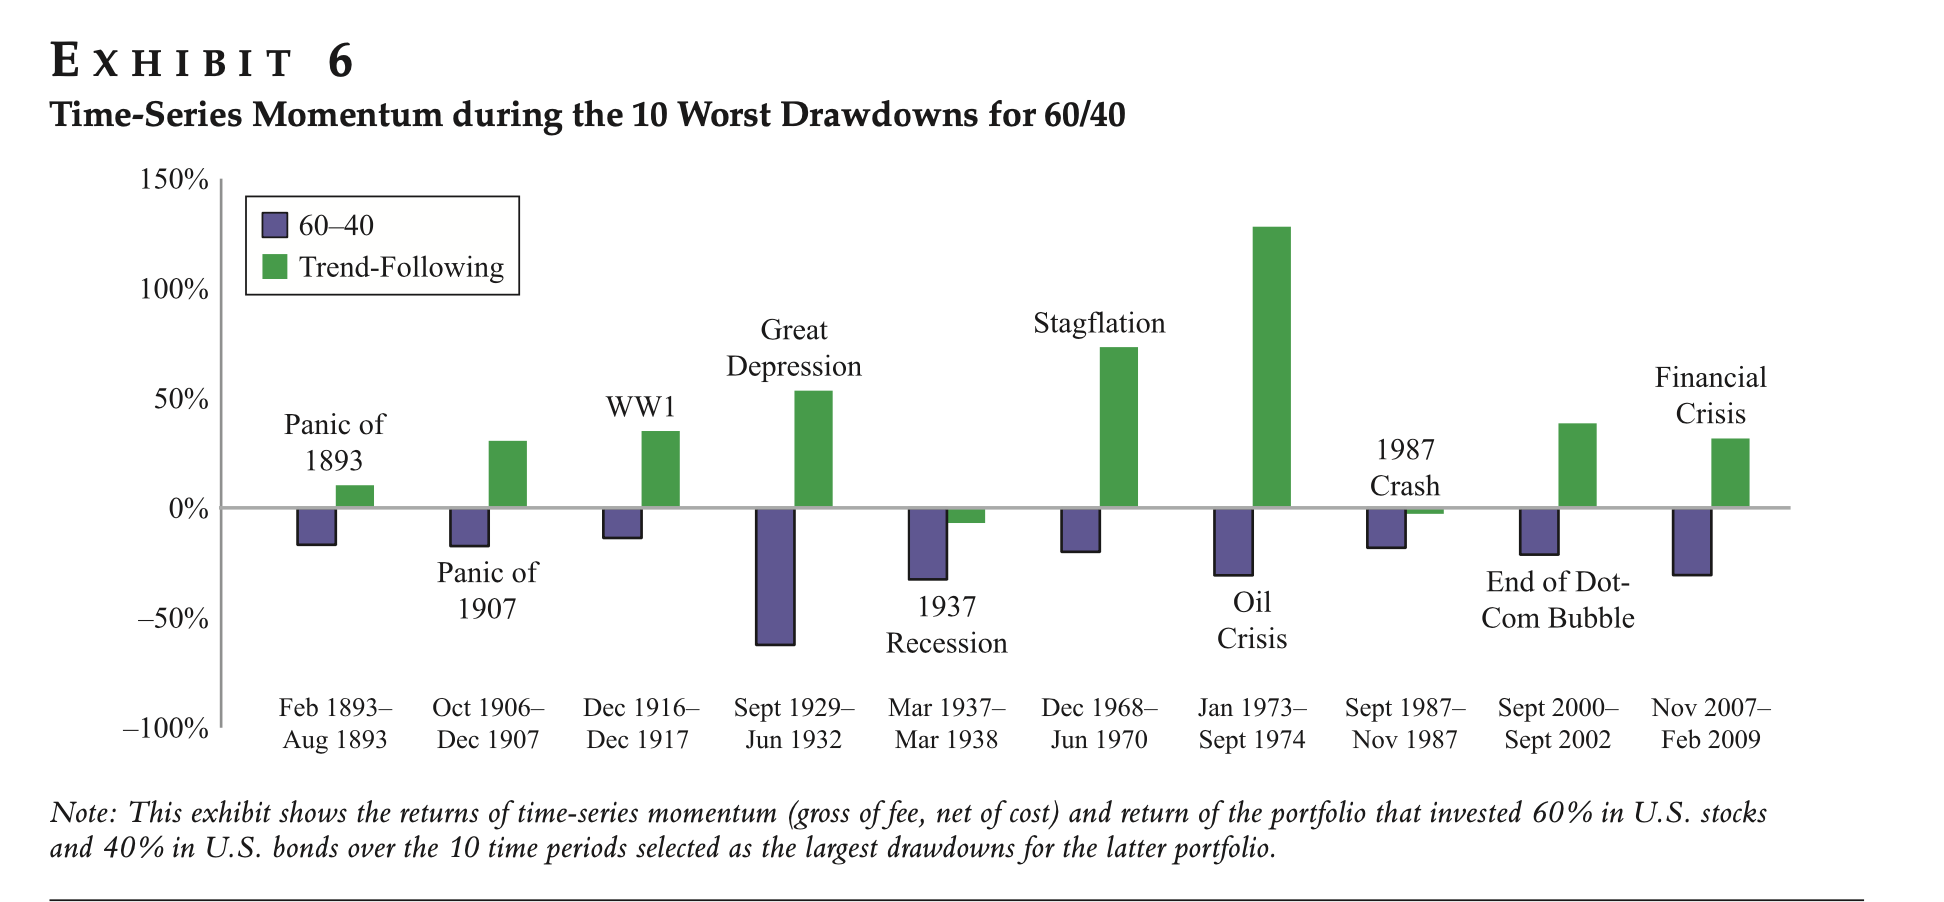 EXHIBIT 6
Time-Series Momentum during the 10 Worst Drawdowns for 60/40
150%
100%
50%
0%
–50%
–100%
60–40
Trend-Following
Panic of
1893
Panic of
1907
WW1
Great
Depression
1937
Recession
Stagflation
Oil
Crisis
1987
Crash
End of Dot-
Com Bubble
Financial
Crisis
Feb 1893–
Aug 1893
Oct 1906–
Dec 1907
Dec 1916–
Dec 1917
Sept 1929–
Jun 1932
Mar 1937–
Mar 1938
Dec 1968–
Jun 1970
Jan 1973–
Sept 1974
Sept 1987–
Nov 1987
Sept 2000–
Sept 2002
Nov 2007–
Feb 2009
Note: This exhibit shows the returns of time-series momentum (gross of fee, net of cost) and return of the portfolio that invested 60% in U.S. stocks
and 40% in U.S. bonds over the 10 time periods selected as the largest drawdowns for the latter portfolio.